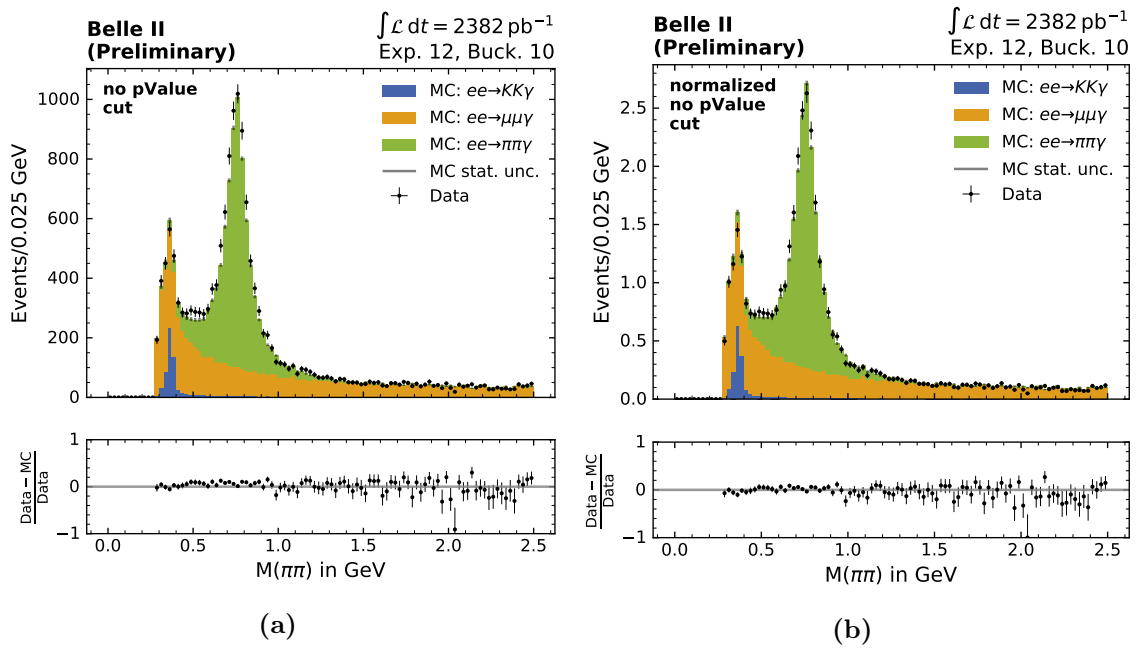 Belle II
(Preliminary)
∫ℒ dt = 2382 pb⁻¹
Exp. 12, Buck. 10
no pValue
cut
MC: ee→KKγ
MC: ee→μμγ
MC: ee→ππγ
MC stat. unc.
Data
Events/0.025 GeV
1000
800
600
400
200
0
1
0
−1
Data − MC
Data
0.0 0.5 1.0 1.5 2.0 2.5
M(ππ) in GeV
(a)
Belle II
(Preliminary)
∫ℒ dt = 2382 pb⁻¹
Exp. 12, Buck. 10
normalized
no pValue
cut
MC: ee→KKγ
MC: ee→μμγ
MC: ee→ππγ
MC stat. unc.
Data
Events/0.025 GeV
2.5
2.0
1.5
1.0
0.5
0.0
1
0
−1
Data − MC
Data
0.0 0.5 1.0 1.5 2.0 2.5
M(ππ) in GeV
(b)